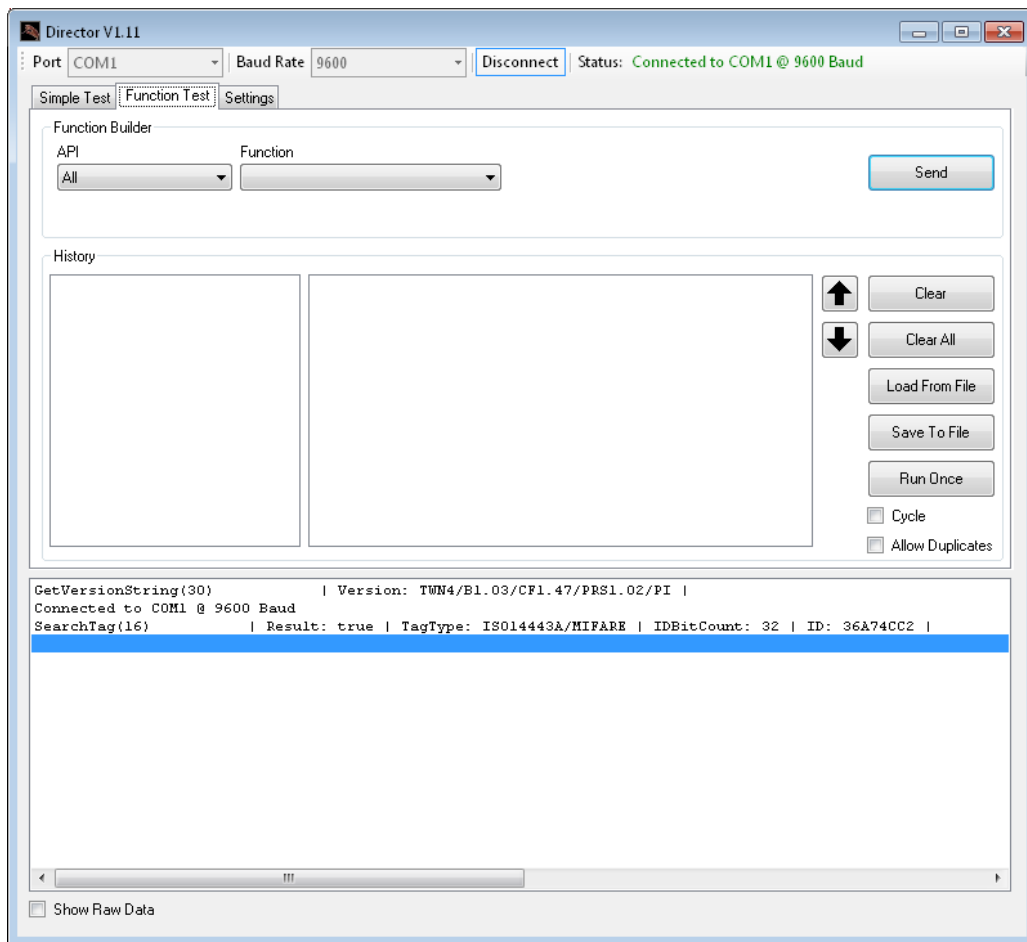 Director V1.11
Port COM1 Baud Rate 9600 Disconnect Status: Connected to COM1 @ 9600 Baud
Simple Test Function Test Settings
Function Builder
API Function
All
Send
History
Clear
Clear All
Load From File
Save To File
Run Once
Cycle
Allow Duplicates
GetVersionString(30) | Version: TWN4/B1.03/CF1.47/PRS1.02/PI |
Connected to COM1 @ 9600 Baud
SearchTag(16) | Result: true | TagType: ISO14443A/MIFARE | IDBitCount: 32 | ID: 36A74CC2 |
Show Raw Data